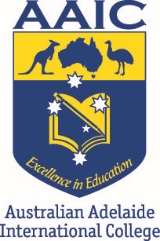 AAIC
Excellence in Education
Australian Adelaide
International College